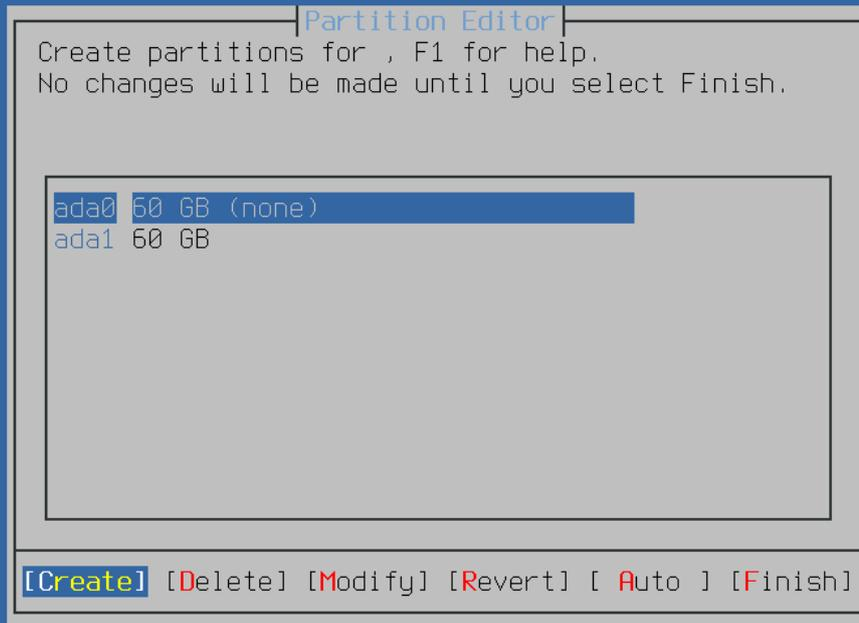 Partition Editor
Create partitions for , F1 for help.
No changes will be made until you select Finish.
ada0 60 GB (none)
ada1 60 GB
[Create] [Delete] [Modify] [Revert] [ Auto ] [Finish]